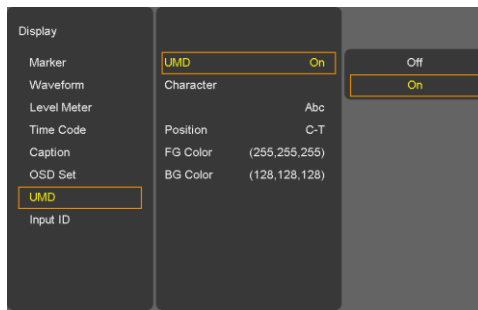 Display
Marker
Waveform
Level Meter
Time Code
Caption
OSD Set
UMD
Input ID
UMD On
Character
Abc
Position C-T
FG Color (255,255,255)
BG Color (128,128,128)
Off
On